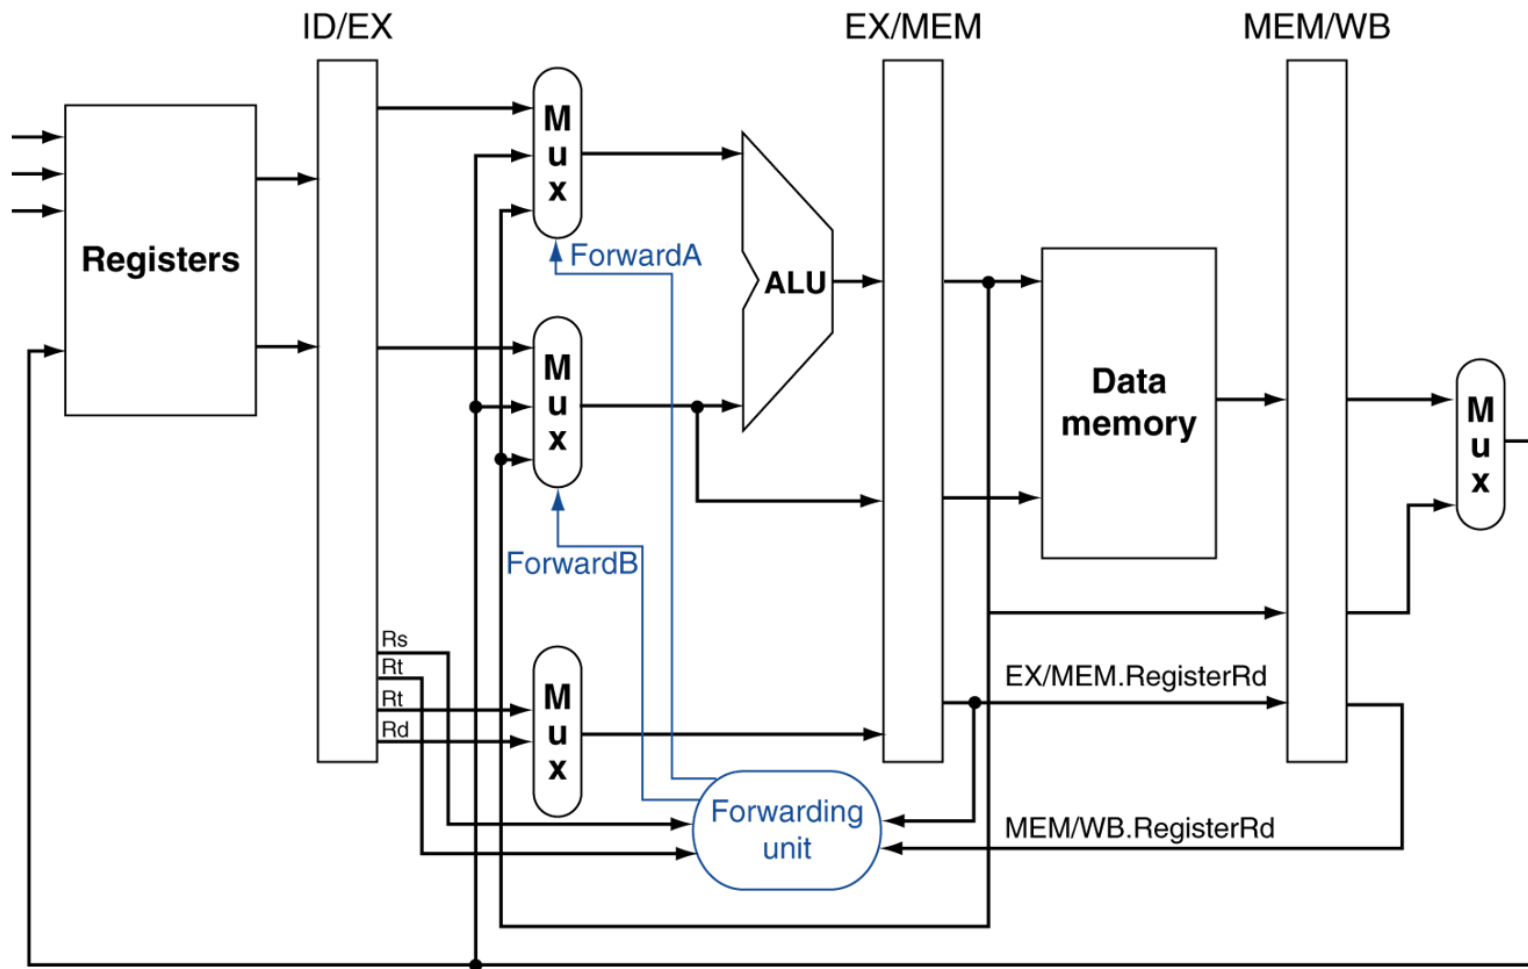 ID/EX
EX/MEM
MEM/WB
Registers
M
u
x
ForwardA
ALU
M
u
x
ForwardB
Data
memory
M
u
x
Rs
Rt
Rt
Rd
M
u
x
EX/MEM.RegisterRd
Forwarding
unit
MEM/WB.RegisterRd